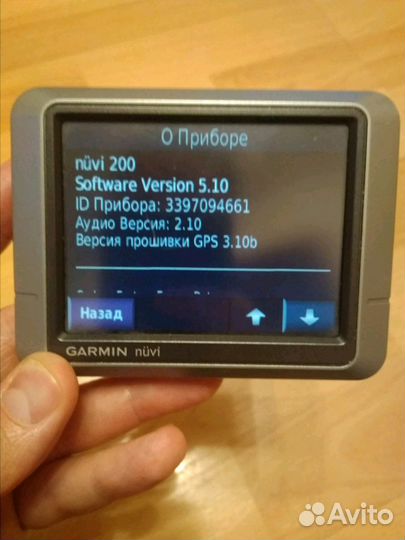 О Приборе
nüvi 200
Software Version 5.10
ID Прибора: 3397094661
Аудио Версия: 2.10
Версия прошивки GPS 3.10b
Назад
GARMIN nüvi
Avito